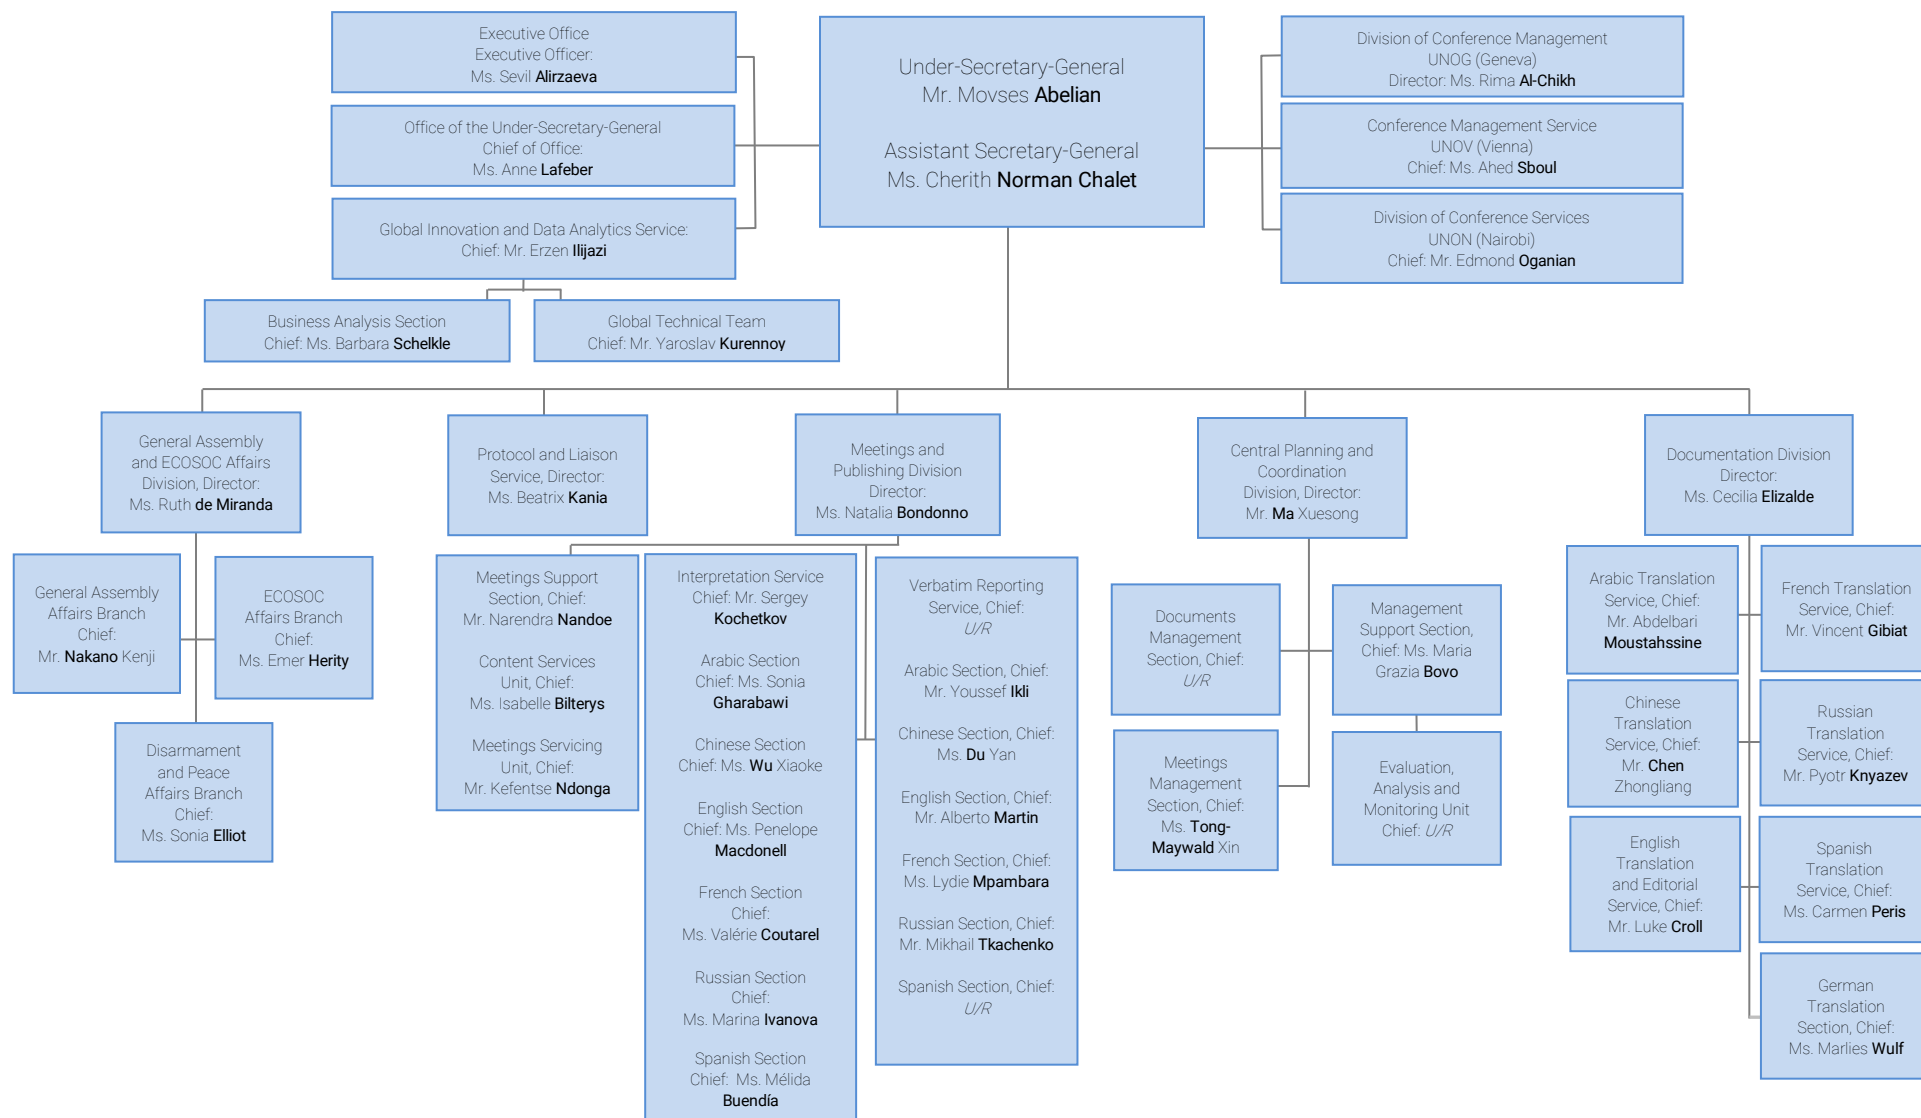 Executive Office
Executive Officer:
Ms. Sevil Alirzaeva
Office of the Under-Secretary-General
Chief of Office:
Ms. Anne Lafeber
Global Innovation and Data Analytics Service:
Chief: Mr. Erzen Ilijazi
Business Analysis Section
Chief: Ms. Barbara Schelkle
Global Technical Team
Chief: Mr. Yaroslav Kurennoy
Under-Secretary-General
Mr. Movses Abelian
Assistant Secretary-General
Ms. Cherith Norman Chalet
Division of Conference Management
UNOG (Geneva)
Director: Ms. Rima Al-Chikh
Conference Management Service
UNOV (Vienna)
Chief: Ms. Ahed Sboul
Division of Conference Services
UNON (Nairobi)
Chief: Mr. Edmond Oganian
General Assembly
and ECOSOC Affairs
Division, Director:
Ms. Ruth de Miranda
General Assembly
Affairs Branch
Chief:
Mr. Nakano Kenji
ECOSOC
Affairs Branch
Chief:
Ms. Emer Herity
Disarmament
and Peace
Affairs Branch
Chief:
Ms. Sonia Elliot
Protocol and Liaison
Service, Director:
Ms. Beatrix Kania
Meetings and
Publishing Division
Director:
Ms. Natalia Bondonno
Meetings Support
Section, Chief:
Mr. Narendra Nandoe
Content Services
Unit, Chief:
Ms. Isabelle Bilterys
Meetings Servicing
Unit, Chief:
Mr. Kefentse Ndonga
Interpretation Service
Chief: Mr. Sergey
Kochetkov
Arabic Section
Chief: Ms. Sonia
Gharabawi
Chinese Section
Chief: Ms. Wu Xiaoke
English Section
Chief: Ms. Penelope
Macdonell
French Section
Chief:
Ms. Valérie Coutarel
Russian Section
Chief:
Ms. Marina Ivanova
Spanish Section
Chief: Ms. Mélida
Buendía
Verbatim Reporting
Service, Chief:
U/R
Arabic Section, Chief:
Mr. Youssef Ikli
Chinese Section, Chief:
Ms. Du Yan
English Section, Chief:
Mr. Alberto Martin
French Section, Chief:
Ms. Lydie Mpambara
Russian Section, Chief:
Mr. Mikhail Tkachenko
Spanish Section, Chief:
U/R
Central Planning and
Coordination
Division, Director:
Mr. Ma Xuesong
Documents
Management
Section, Chief:
U/R
Management
Support Section,
Chief: Ms. Maria
Grazia Bovo
Meetings
Management
Section, Chief:
Ms. Tong-
Maywald Xin
Evaluation,
Analysis and
Monitoring Unit
Chief: U/R
Documentation Division
Director:
Ms. Cecilia Elizalde
Arabic Translation
Service, Chief:
Mr. Abdelbari
Moustahssine
French Translation
Service, Chief:
Mr. Vincent Gibiat
Chinese
Translation
Service, Chief:
Mr. Chen
Zhongliang
Russian
Translation
Service, Chief:
Mr. Pyotr Knyazev
English
Translation
and Editorial
Service, Chief:
Mr. Luke Croll
Spanish
Translation
Service, Chief:
Ms. Carmen Peris
German
Translation
Section, Chief:
Ms. Marlies Wulf